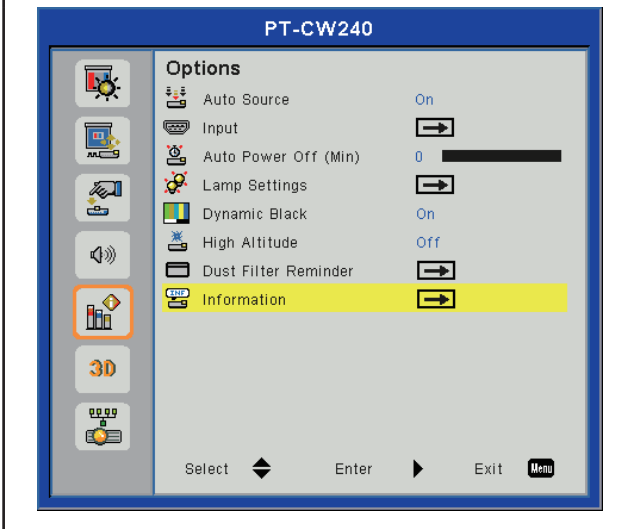 PT-CW240
Options
Auto Source On
Input
Auto Power Off (Min) 0
Lamp Settings
Dynamic Black On
High Altitude Off
Dust Filter Reminder
INF Information
3D
Select Enter Exit Menu